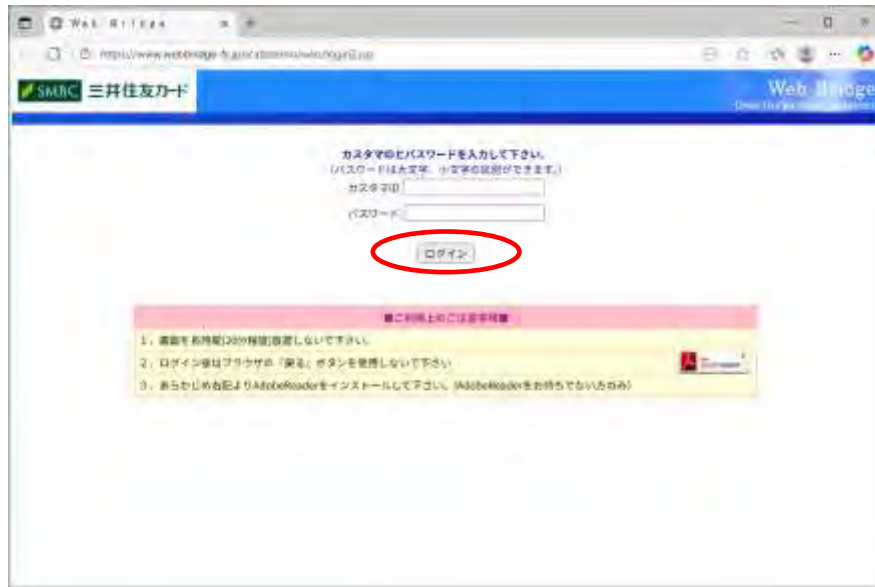 Web Bridge
SMBC 三井住友カード
Web Bridge
カスタマIDとパスワードを入力して下さい。
(パスワードは大文字、小文字の区別ができます。)
カスタマID
パスワード
ログイン
■ご利用上のご注意事項■
1. 画面を長時間(20分程度)放置しないで下さい。
2. ログイン後はブラウザの「戻る」ボタンを使用しないで下さい
3. あらかじめ右記よりAdobeReaderをインストールして下さい。(AdobeReaderをお持ちでない方のみ)